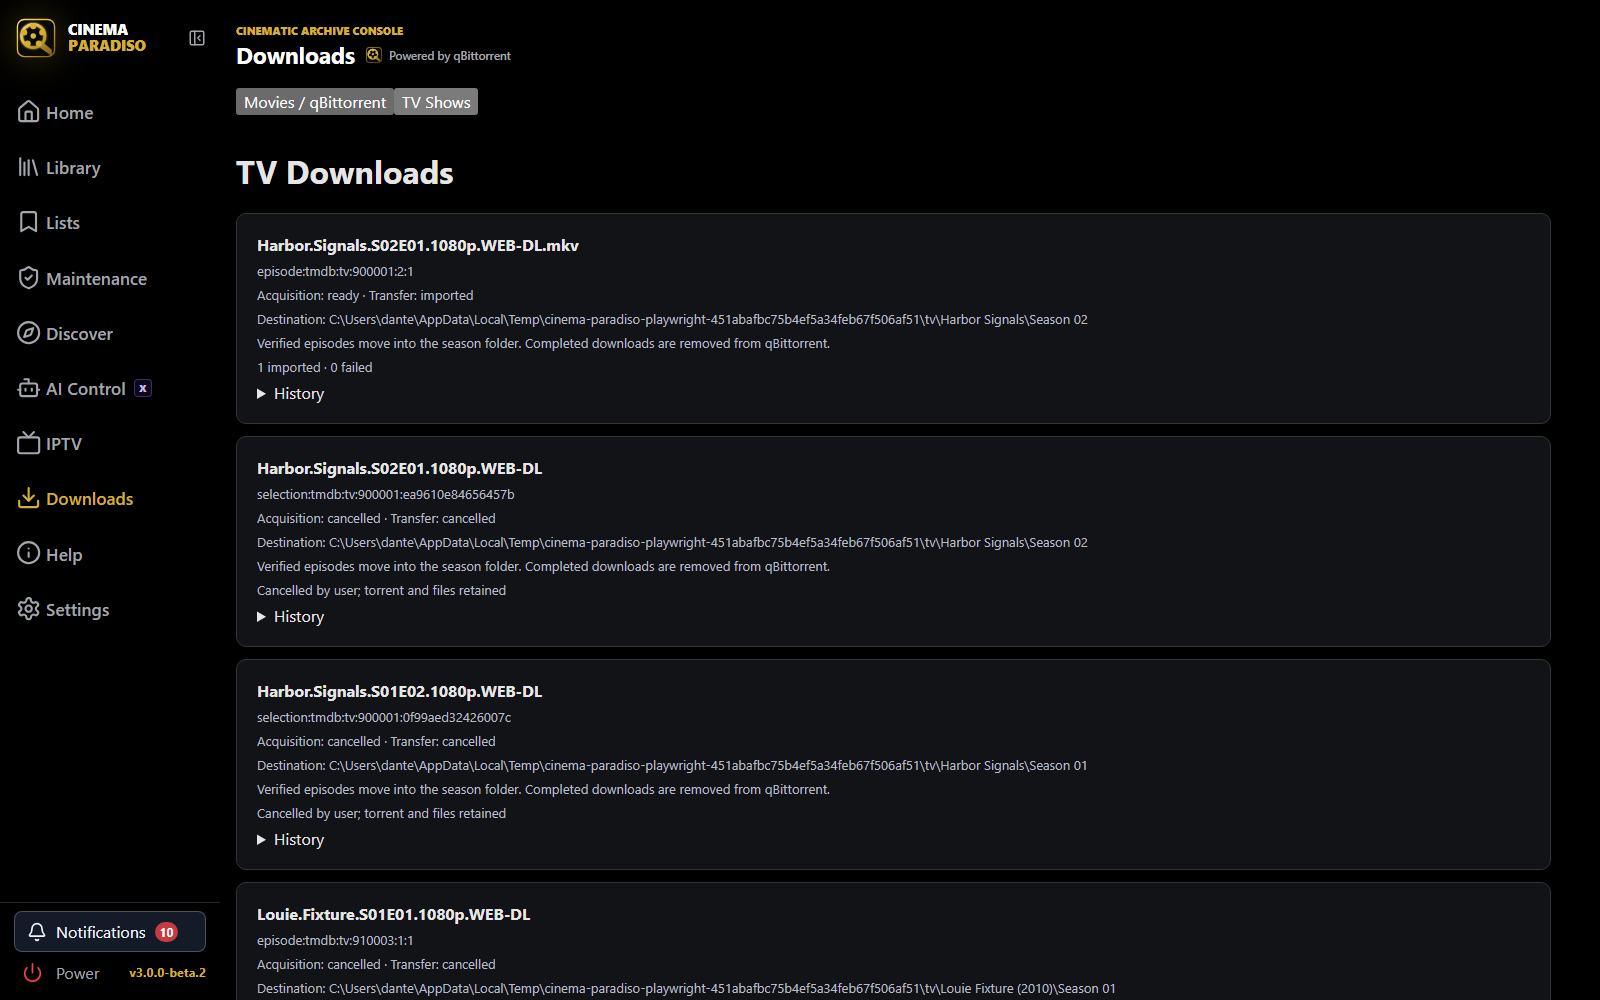 CINEMA
PARADISO
Home
Library
Lists
Maintenance
Discover
AI Control x
IPTV
Downloads
Help
Settings
Notifications 10
Power v3.0.0-beta.2
CINEMATIC ARCHIVE CONSOLE
Downloads Powered by qBittorrent
Movies / qBittorrent TV Shows
TV Downloads
Harbor.Signals.S02E01.1080p.WEB-DL.mkv
episode:tmdb:tv:900001:2:1
Acquisition: ready · Transfer: imported
Destination: C:\Users\dante\AppData\Local\Temp\cinema-paradiso-playwright-451abafbc75b4ef5a34feb67f506af51\tv\Harbor Signals\Season 02
Verified episodes move into the season folder. Completed downloads are removed from qBittorrent.
1 imported · 0 failed
History
Harbor.Signals.S02E01.1080p.WEB-DL
selection:tmdb:tv:900001:ea9610e84656457b
Acquisition: cancelled · Transfer: cancelled
Destination: C:\Users\dante\AppData\Local\Temp\cinema-paradiso-playwright-451abafbc75b4ef5a34feb67f506af51\tv\Harbor Signals\Season 02
Verified episodes move into the season folder. Completed downloads are removed from qBittorrent.
Cancelled by user; torrent and files retained
History
Harbor.Signals.S01E02.1080p.WEB-DL
selection:tmdb:tv:900001:0f99aed32426007c
Acquisition: cancelled · Transfer: cancelled
Destination: C:\Users\dante\AppData\Local\Temp\cinema-paradiso-playwright-451abafbc75b4ef5a34feb67f506af51\tv\Harbor Signals\Season 01
Verified episodes move into the season folder. Completed downloads are removed from qBittorrent.
Cancelled by user; torrent and files retained
History
Louie.Fixture.S01E01.1080p.WEB-DL
episode:tmdb:tv:910003:1:1
Acquisition: cancelled · Transfer: cancelled
Destination: C:\Users\dante\AppData\Local\Temp\cinema-paradiso-playwright-451abafbc75b4ef5a34feb67f506af51\tv\Louie Fixture (2010)\Season 01